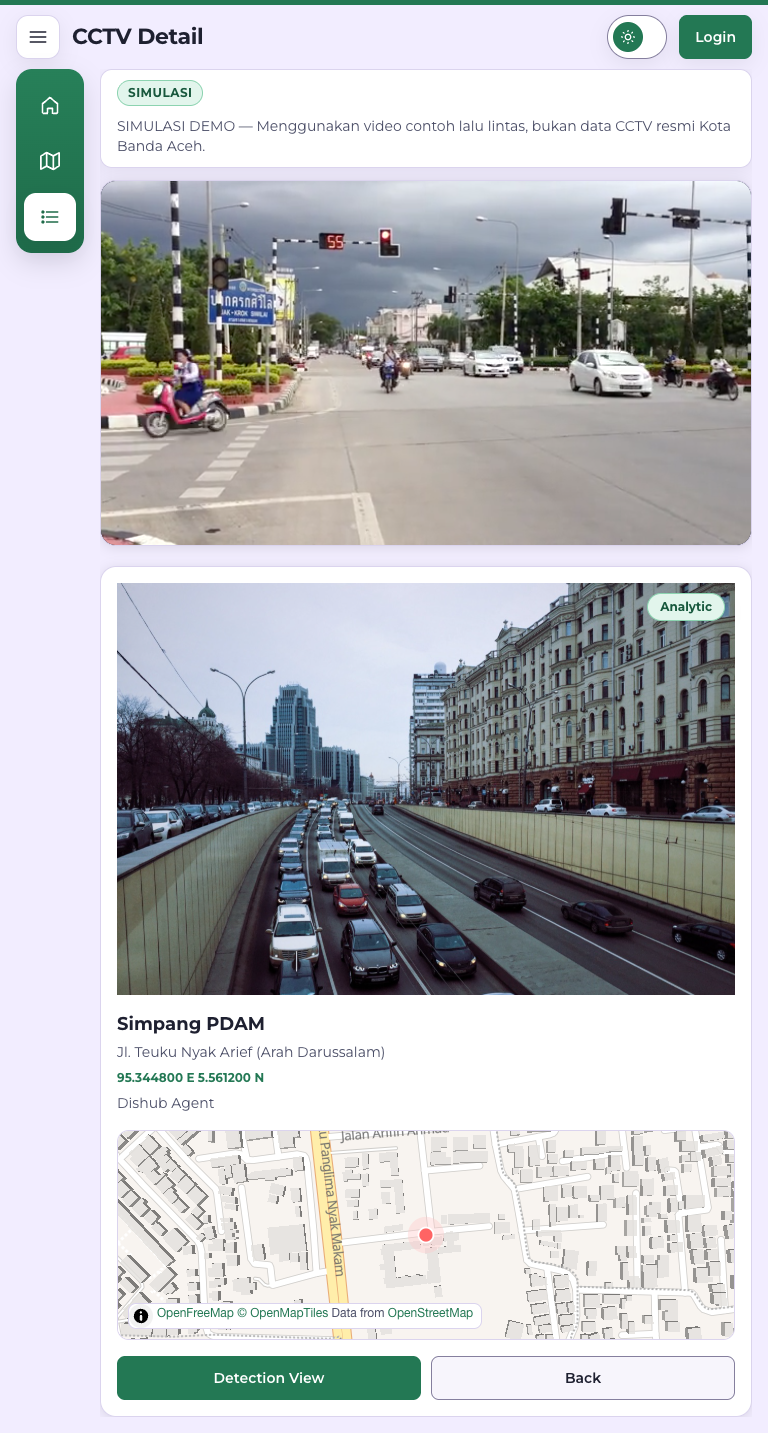 CCTV Detail
Login
SIMULASI
SIMULASI DEMO — Menggunakan video contoh lalu lintas, bukan data CCTV resmi Kota
Banda Aceh.
55
Analytic
Simpang PDAM
Jl. Teuku Nyak Arief (Arah Darussalam)
95.344800 E 5.561200 N
Dishub Agent
Jalan Arifin Ahmad
u Panglima Nyak Makam
OpenFreeMap © OpenMapTiles Data from OpenStreetMap
Detection View
Back